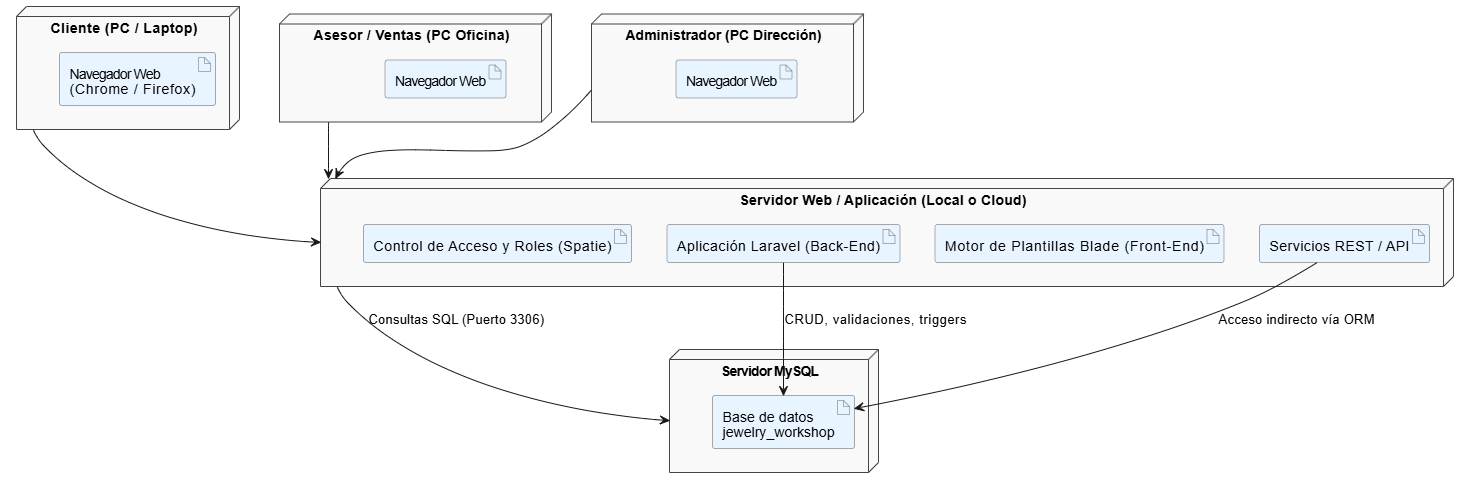 Cliente (PC / Laptop)
Navegador Web
(Chrome / Firefox)
Asesor / Ventas (PC Oficina)
Navegador Web
Administrador (PC Dirección)
Navegador Web
Servidor Web / Aplicación (Local o Cloud)
Control de Acceso y Roles (Spatie)
Aplicación Laravel (Back-End)
Motor de Plantillas Blade (Front-End)
Servicios REST / API
Consultas SQL (Puerto 3306)
CRUD, validaciones, triggers
Acceso indirecto vía ORM
Servidor MySQL
Base de datos
jewelry_workshop